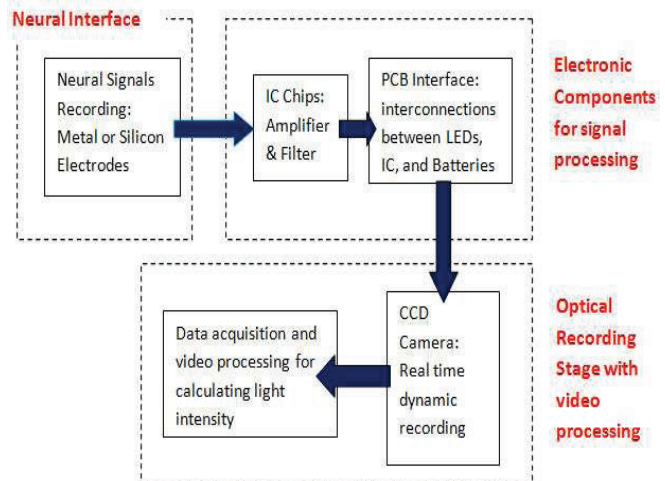 Neural Interface
Neural Signals
Recording:
Metal or Silicon
Electrodes
IC Chips:
Amplifier
& Filter
PCB Interface:
interconnections
between LEDs,
IC, and Batteries
Electronic
Components
for signal
processing
Data acquisition and
video processing for
calculating light
intensity
CCD
Camera:
Real time
dynamic
recording
Optical
Recording
Stage with
video
processing